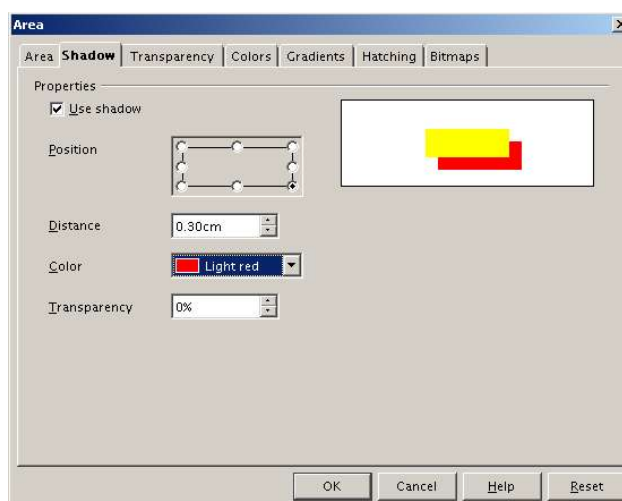 Area
Area Shadow Transparency Colors Gradients Hatching Bitmaps
Properties
Use shadow
Position
Distance 0.30cm
Color Light red
Transparency 0%
OK Cancel Help Reset